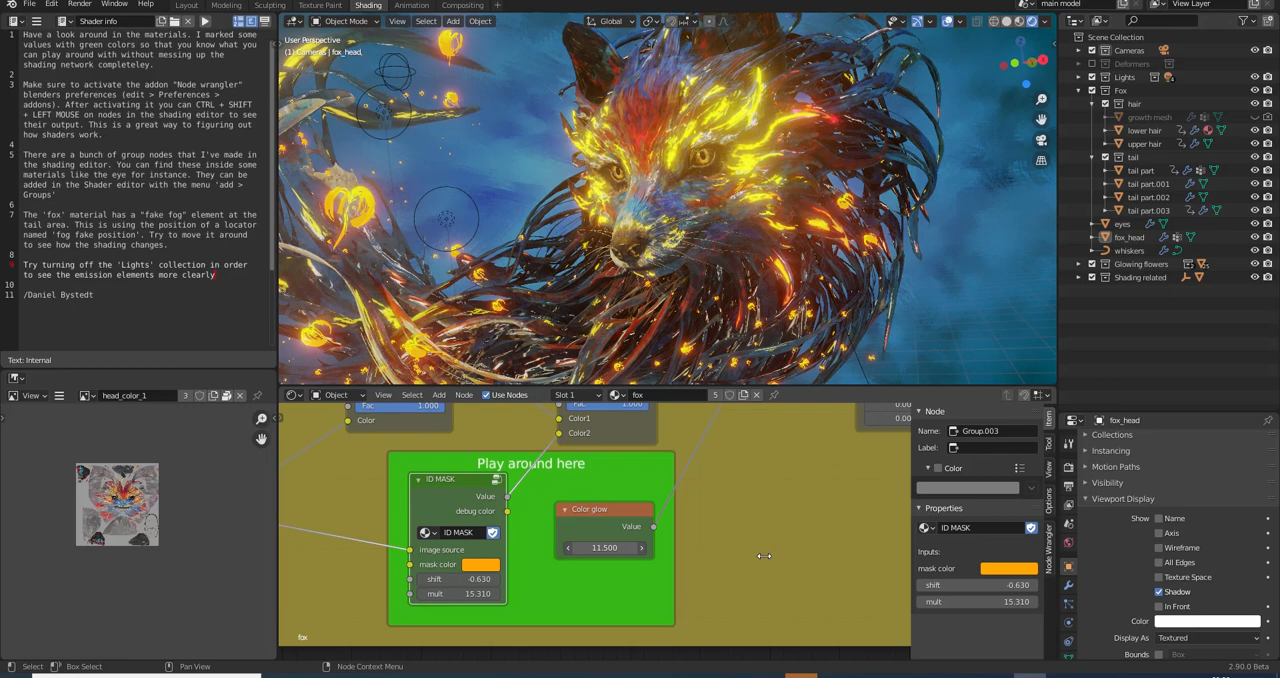 File Edit Render Window Help
Layout Modeling Sculpting Texture Paint Shading Animation Compositing
main model
View Layer
Shader info
1 Have a look around in the materials. I marked some
values with green colors so that you know what you
can play around with without messing up the
shading network completeley.
2
3 Make sure to activate the addon "Node wrangler"
blenders preferences (edit > Preferences >
addons). After activating it you can CTRL + SHIFT
+ LEFT MOUSE on nodes in the shading editor to see
their output. This is a great way to figuring out
how shaders work.
4
5 There are a bunch of group nodes that I've made in
the shading editor. You can find these inside some
materials like the eye for instance. They can be
added in the Shader editor with the menu 'add >
Groups'
6
7 The 'fox' material has a "fake fog" element at the
tail area. This is using the position of a locator
named 'fog fake position'. Try to move it around
to see how the shading changes.
8
9 Try turning off the 'Lights' collection in order
to see the emission elements more clearly
10
11 /Daniel Bystedt
Text: Internal
View
head_color_1
3
Object Mode View Select Add Object
Global
User Perspective
(1) Cameras | fox_head,
Object View Select Add Node Use Nodes Slot 1 fox 5
Fac 1.000
Color
Fac 1.000
Color1
Color2
0.00
0.00
Play around here
ID MASK
Value
debug color
ID MASK
image source
mask color
shift -0.630
mult 15.310
Color glow
Value
11.500
fox
Node
Name: Group.003
Label:
Color
Properties
ID MASK
Inputs:
mask color
shift -0.630
mult 15.310
Item
Tool
View
Options
Node Wrangler
Scene Collection
Cameras
Deformers
Lights
Fox
hair
growth mesh
lower hair
upper hair
tail
tail part
tail part.001
tail part.002
tail part.003
eyes
fox_head
whiskers
Glowing flowers
Shading related
fox_head
Collections
Instancing
Motion Paths
Visibility
Viewport Display
Show Name
Axis
Wireframe
All Edges
Texture Space
Shadow
In Front
Color
Display As Textured
Bounds Box
Select Box Select Pan View Node Context Menu 2.90.0 Beta